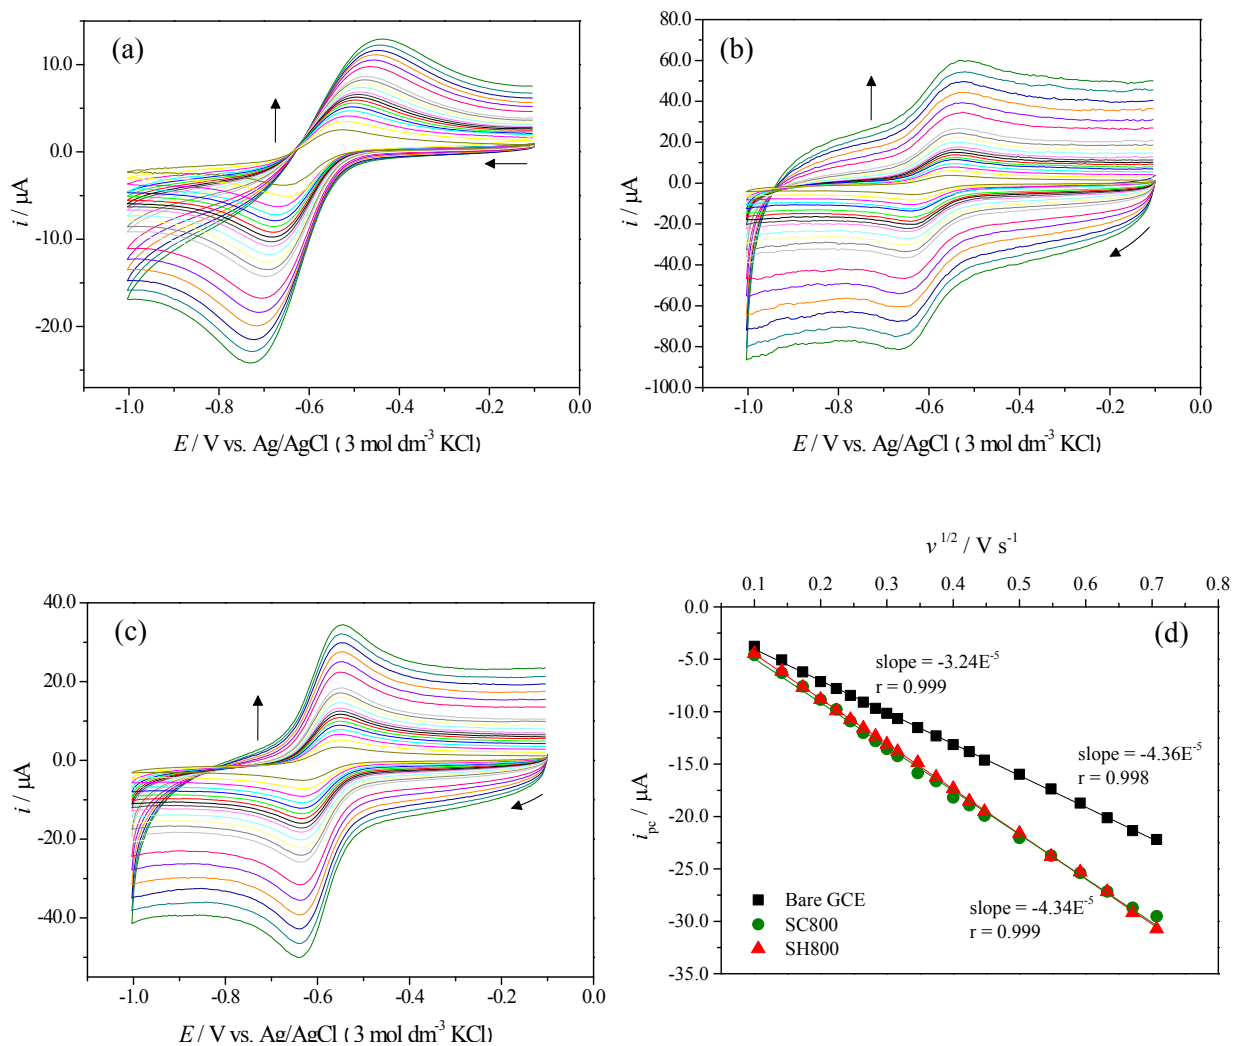 (a)
10.0
0.0
-10.0
-20.0
i / µA
-1.0 -0.8 -0.6 -0.4 -0.2 0.0
E / V vs. Ag/AgCl (3 mol dm⁻³ KCl)
(b)
80.0
60.0
40.0
20.0
0.0
-20.0
-40.0
-60.0
-80.0
-100.0
i / µA
-1.0 -0.8 -0.6 -0.4 -0.2 0.0
E / V vs. Ag/AgCl (3 mol dm⁻³ KCl)
(c)
40.0
20.0
0.0
-20.0
-40.0
i / µA
-1.0 -0.8 -0.6 -0.4 -0.2 0.0
E / V vs. Ag/AgCl (3 mol dm⁻³ KCl)
v¹ᐟ² / V s⁻¹
0.1 0.2 0.3 0.4 0.5 0.6 0.7 0.8
(d)
0.0
-5.0
-10.0
-15.0
-20.0
-25.0
-30.0
-35.0
i pc / µA
slope = -3.24E⁻⁵
r = 0.999
slope = -4.36E⁻⁵
r = 0.998
slope = -4.34E⁻⁵
r = 0.999
Bare GCE
SC800
SH800